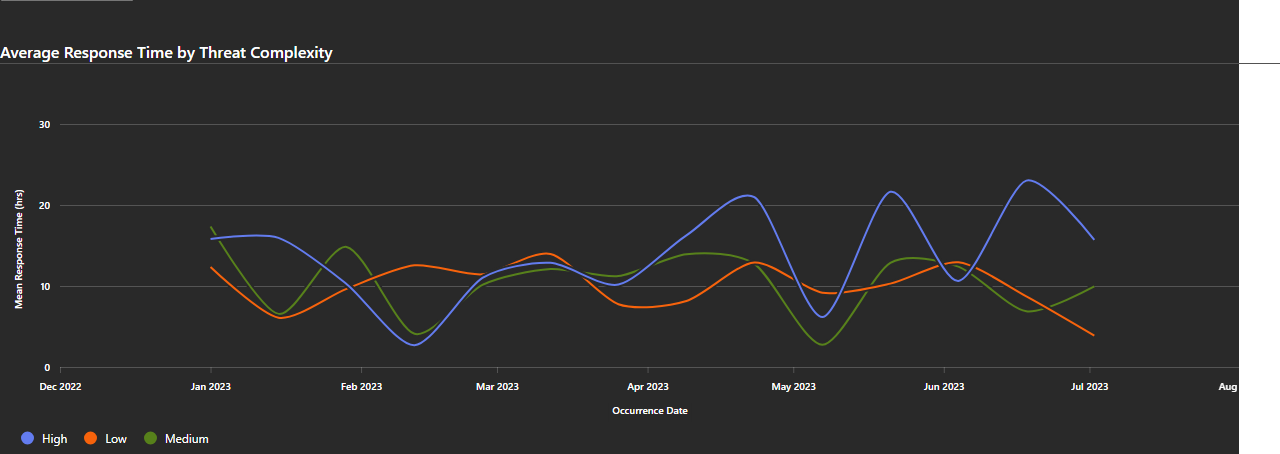 Average Response Time by Threat Complexity
30
20
10
0
Mean Response Time (hrs)
Dec 2022 Jan 2023 Feb 2023 Mar 2023 Apr 2023 May 2023 Jun 2023 Jul 2023 Aug
Occurrence Date
High Low Medium